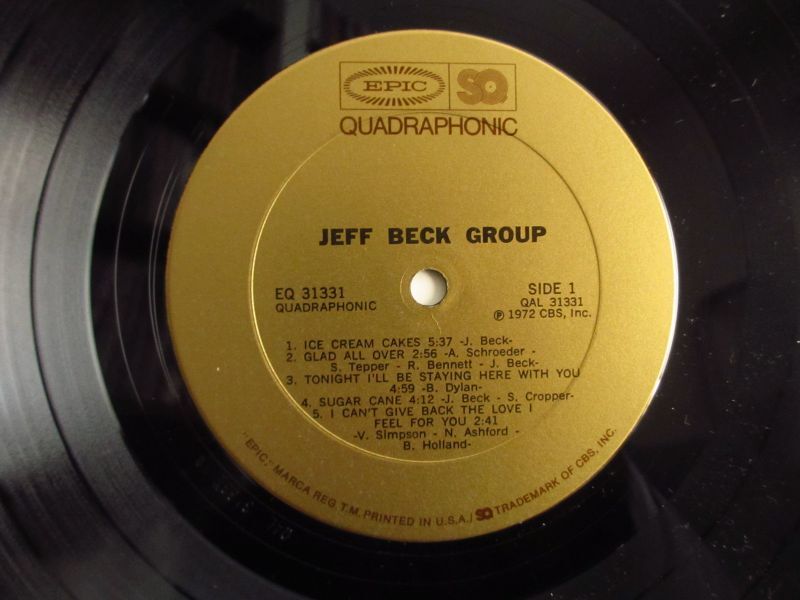 EPIC SQ
QUADRAPHONIC
JEFF BECK GROUP
EQ 31331
QUADRAPHONIC
SIDE 1
QAL 31331
℗ 1972 CBS, Inc.
1. ICE CREAM CAKES 5:37 -J. Beck-
2. GLAD ALL OVER 2:56 -A. Schroeder -
S. Tepper - R. Bennett - J. Beck-
3. TONIGHT I'LL BE STAYING HERE WITH YOU
4:59 -B. Dylan-
4. SUGAR CANE 4:12 -J. Beck - S. Cropper-
5. I CAN'T GIVE BACK THE LOVE I
FEEL FOR YOU 2:41
-V. Simpson - N. Ashford -
B. Holland-
"EPIC," MARCA REG T.M. PRINTED IN U.S.A./ SQ TRADEMARK OF CBS, INC.